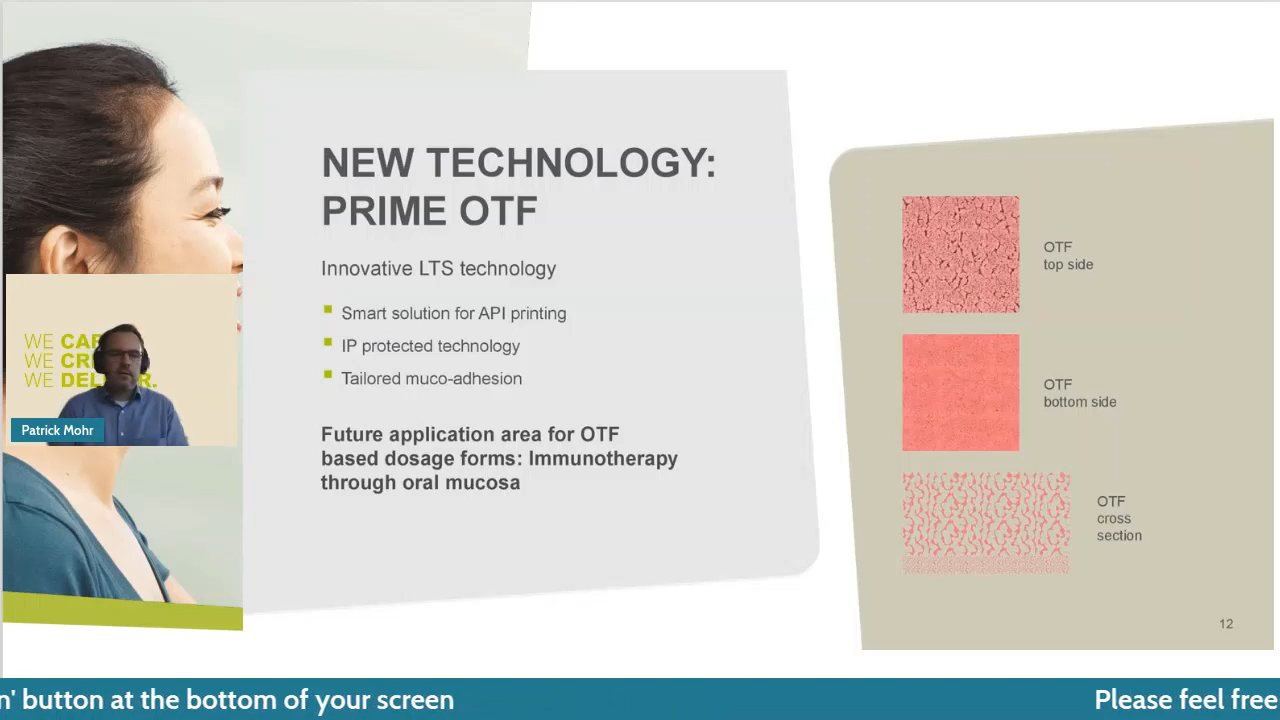 NEW TECHNOLOGY:
PRIME OTF
Innovative LTS technology
Smart solution for API printing
IP protected technology
Tailored muco-adhesion
Future application area for OTF
based dosage forms: Immunotherapy
through oral mucosa
OTF
top side
OTF
bottom side
OTF
cross
section
12
WE CA
WE CR
WE DEL R.
Patrick Mohr
n' button at the bottom of your screen
Please feel free